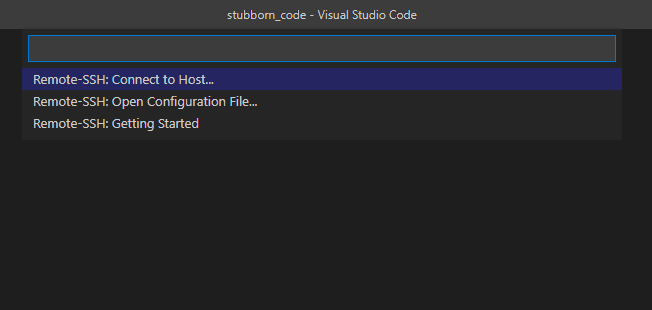 stubborn_code - Visual Studio Code
Remote-SSH: Connect to Host...
Remote-SSH: Open Configuration File...
Remote-SSH: Getting Started